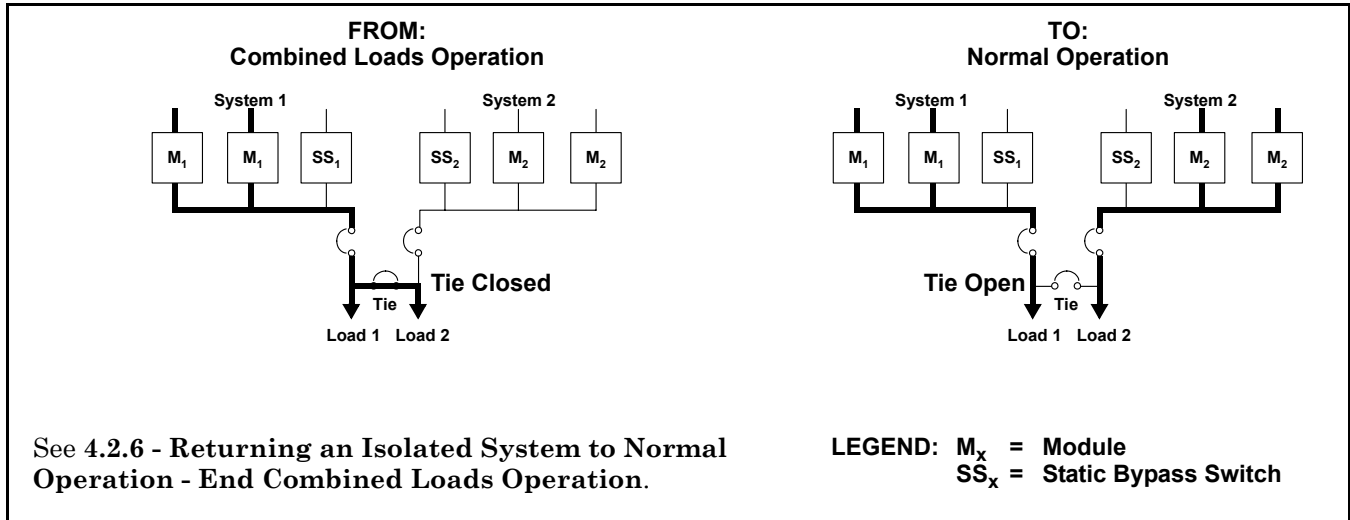 FROM:
Combined Loads Operation
System 1
System 2
M1
M1
SS1
SS2
M2
M2
Tie Closed
Tie
Load 1
Load 2
TO:
Normal Operation
System 1
System 2
M1
M1
SS1
SS2
M2
M2
Tie Open
Tie
Load 1
Load 2
See 4.2.6 - Returning an Isolated System to Normal
Operation - End Combined Loads Operation.
LEGEND: Mx = Module
SSx = Static Bypass Switch